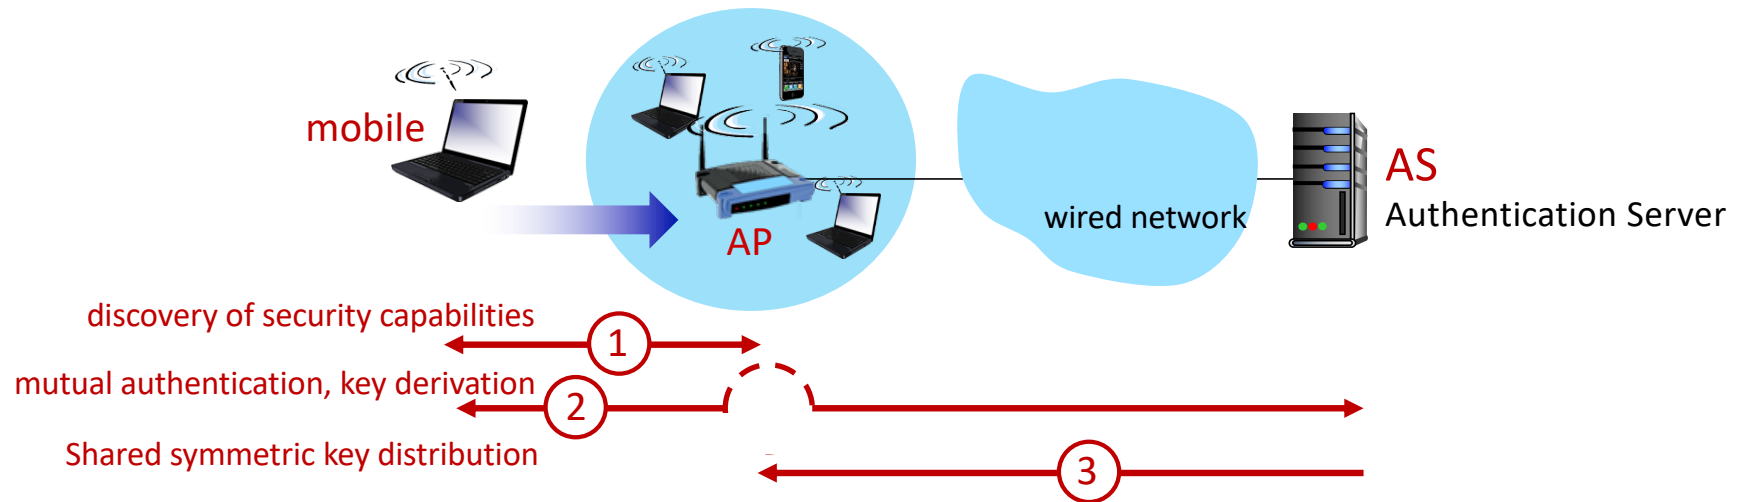 mobile
AP
wired network
AS
Authentication Server
discovery of security capabilities
1
mutual authentication, key derivation
2
Shared symmetric key distribution
3